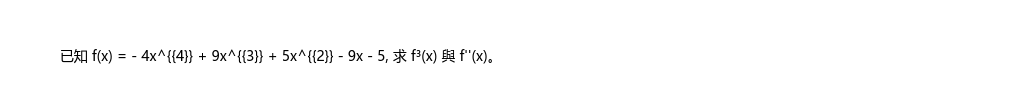 已知 f(x) = - 4x^{{4}} + 9x^{{3}} + 5x^{{2}} - 9x - 5, 求 f³(x) 與 f''(x)。